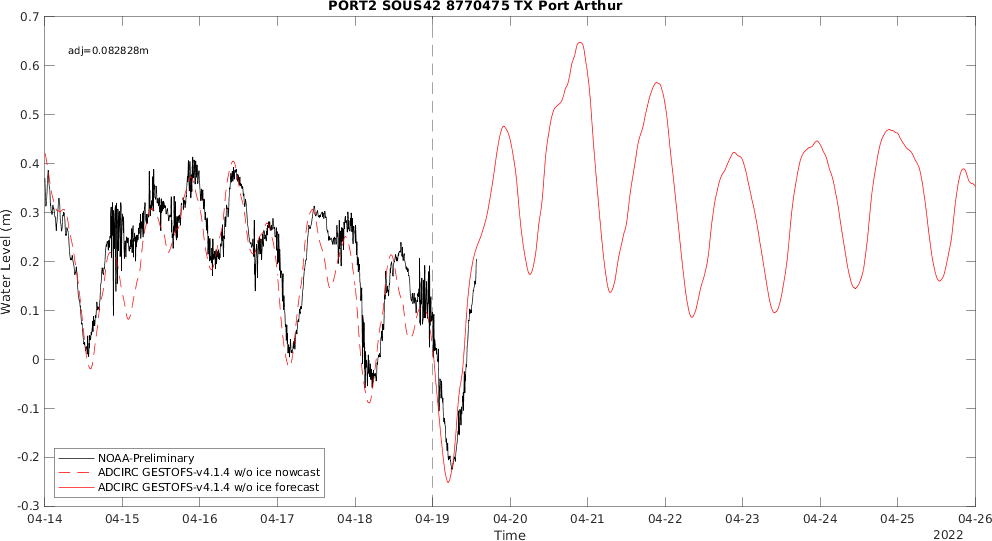 PORT2 SOUS42 8770475 TX Port Arthur
adj=0.082828m
0.7
0.6
0.5
0.4
0.3
0.2
0.1
0
-0.1
-0.2
-0.3
Water Level (m)
NOAA-Preliminary
ADCIRC GESTOFS-v4.1.4 w/o ice nowcast
ADCIRC GESTOFS-v4.1.4 w/o ice forecast
04-14 04-15 04-16 04-17 04-18 04-19 04-20 04-21 04-22 04-23 04-24 04-25 04-26
Time
2022